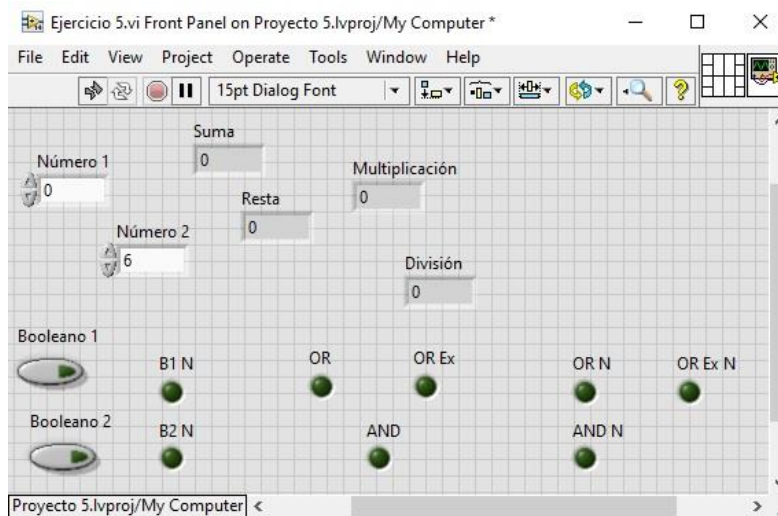 Ejercicio 5.vi Front Panel on Proyecto 5.lvproj/My Computer *
File Edit View Project Operate Tools Window Help
15pt Dialog Font
Suma
0
Número 1
0
Multiplicación
0
Resta
0
Número 2
6
División
0
Booleano 1
B1 N
OR
OR Ex
OR N
OR Ex N
Booleano 2
B2 N
AND
AND N
Proyecto 5.lvproj/My Computer